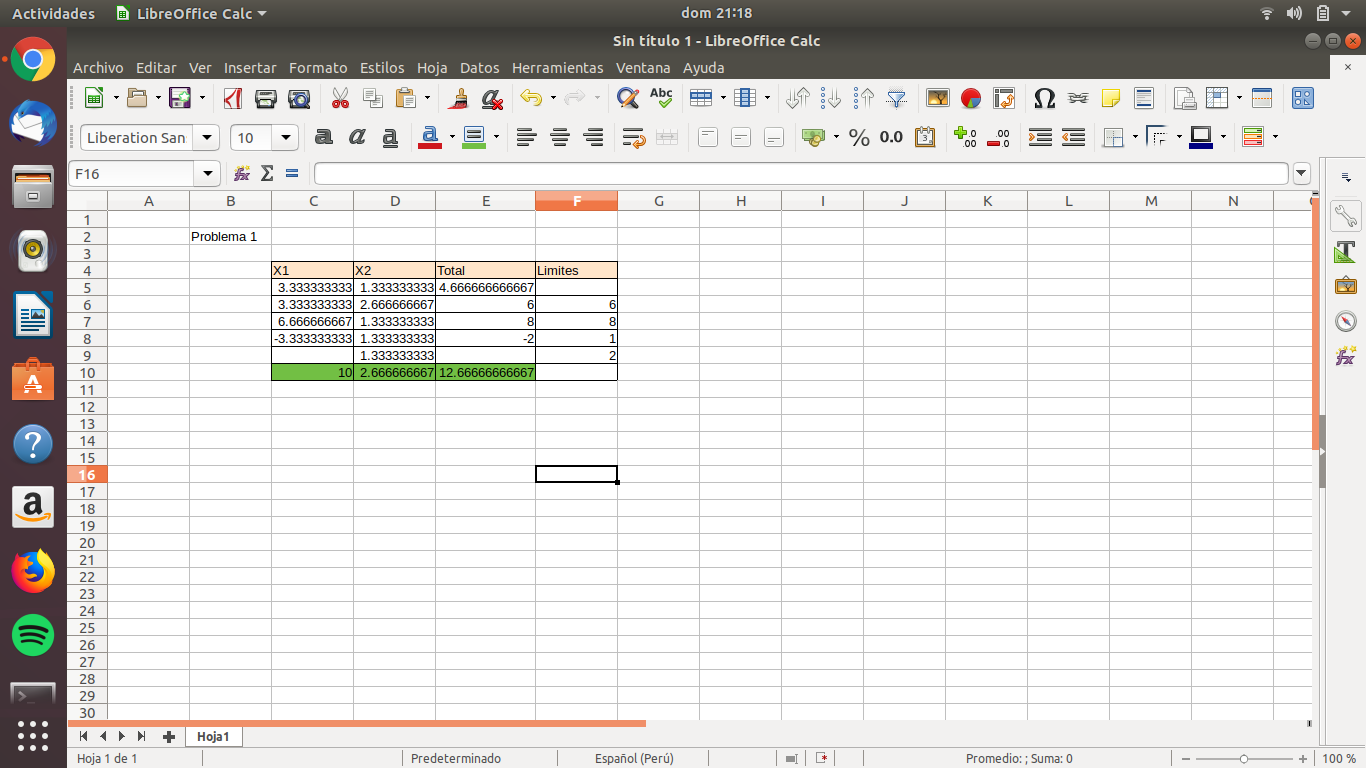 Actividades LibreOffice Calc dom 21:18
Sin título 1 - LibreOffice Calc
Archivo Editar Ver Insertar Formato Estilos Hoja Datos Herramientas Ventana Ayuda
Liberation San 10
F16
A B C D E F G H I J K L M N
1
2 Problema 1
3
4 X1 X2 Total Limites
5 3.333333333 1.333333333 4.666666666667
6 3.333333333 2.666666667 6 6
7 6.666666667 1.333333333 8 8
8 -3.333333333 1.333333333 -2 1
9 1.333333333 2
10 10 2.666666667 12.66666666667
11
12
13
14
15
16
17
18
19
20
21
22
23
24
25
26
27
28
29
30
Hoja1
Hoja 1 de 1 Predeterminado Español (Perú) Promedio: ; Suma: 0 100 %